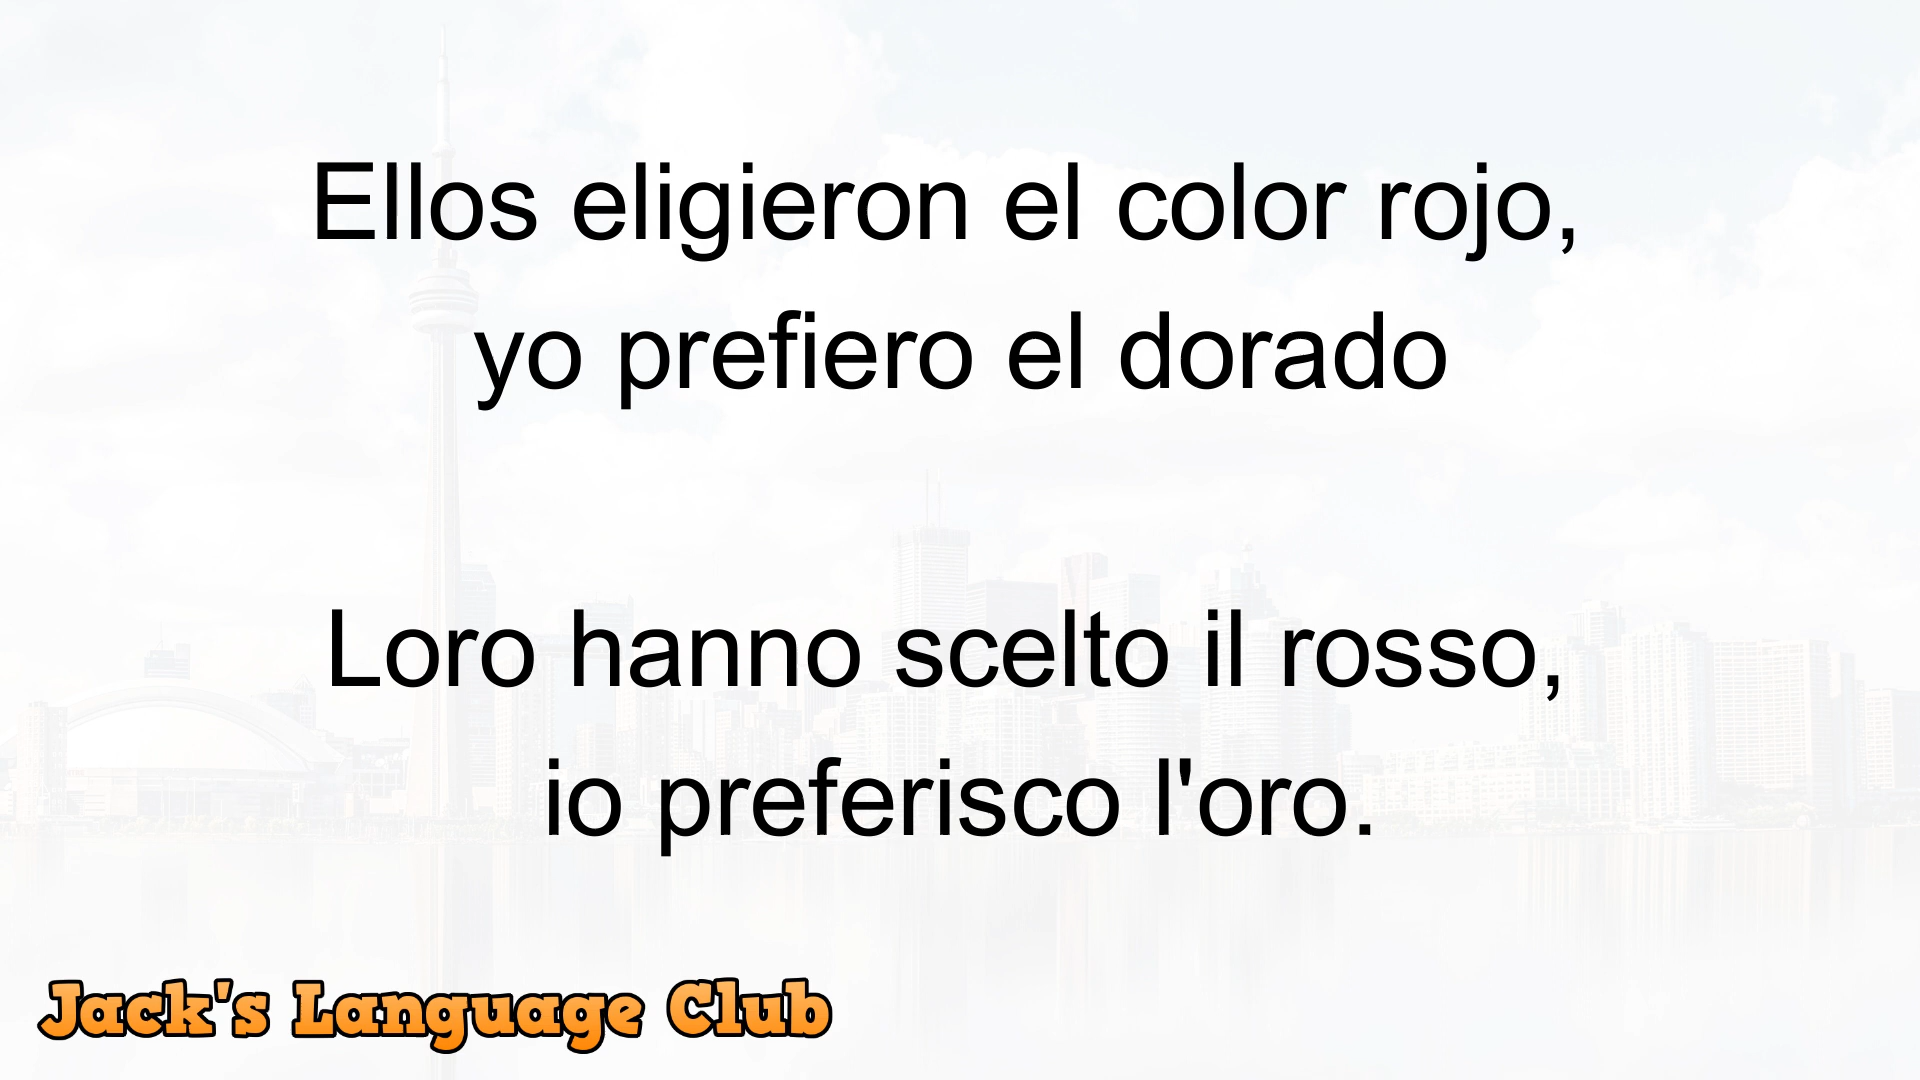 Ellos eligieron el color rojo,
yo prefiero el dorado
Loro hanno scelto il rosso,
io preferisco l'oro.
Jack's Language Club